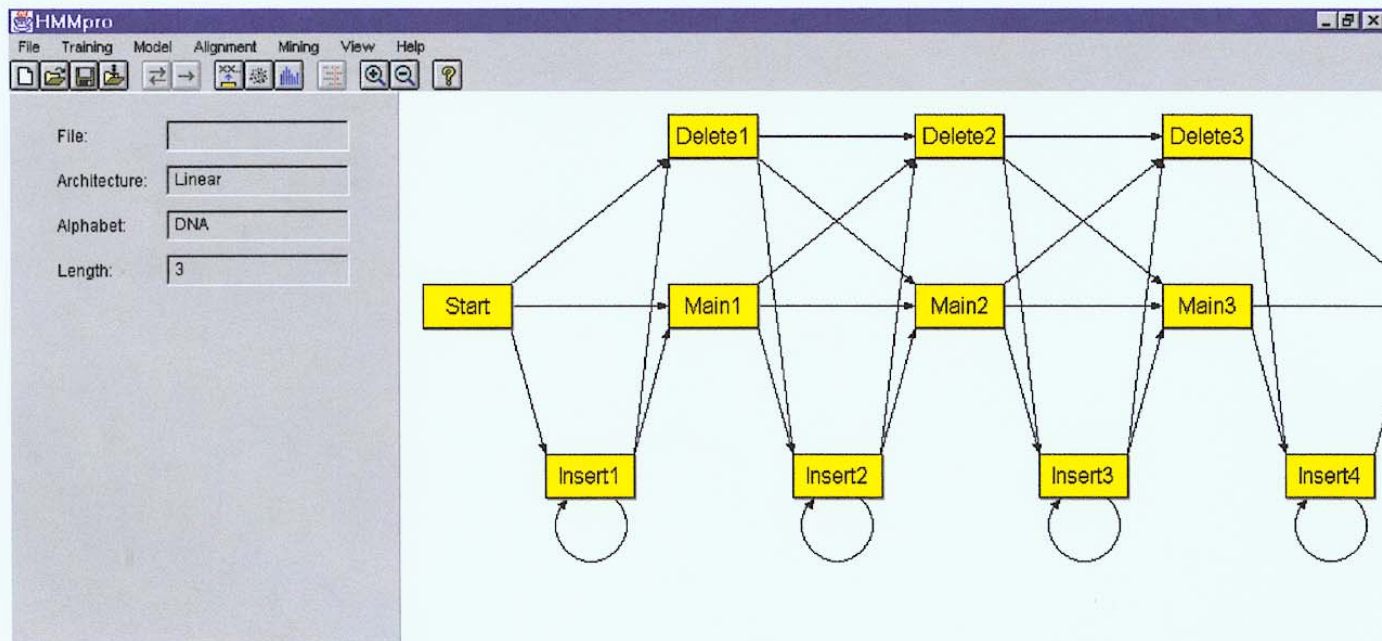 HMMpro
File Training Model Alignment Mining View Help
File:
Architecture: Linear
Alphabet: DNA
Length: 3
Delete1 Delete2 Delete3
Start Main1 Main2 Main3
Insert1 Insert2 Insert3 Insert4